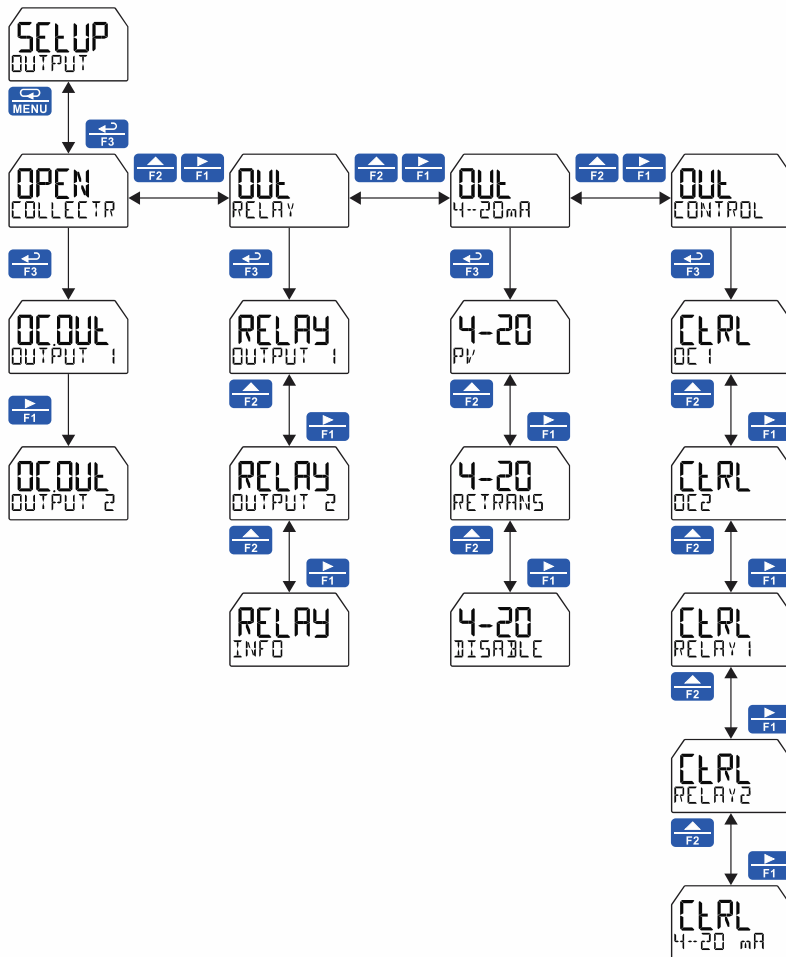 SEtUP
OUTPUT
MENU
F3
F2 F1 F2 F1 F2 F1
OPEN
COLLECTR
OUt
RELAY
OUt
4-20mA
OUt
CONTROL
F3 F3 F3 F3
OC.OUt
OUTPUT 1
RELAY
OUTPUT 1
4-20
PV
CtRL
OC1
F1 F2 F1 F2 F1 F2 F1
OC.OUt
OUTPUT 2
RELAY
OUTPUT 2
4-20
RETRANS
CtRL
OC2
F2 F1 F2 F1 F2 F1
RELAY
INFO
4-20
DISABLE
CtRL
RELAY1
F2 F1
CtRL
RELAY2
F2 F1
CtRL
4-20 mA